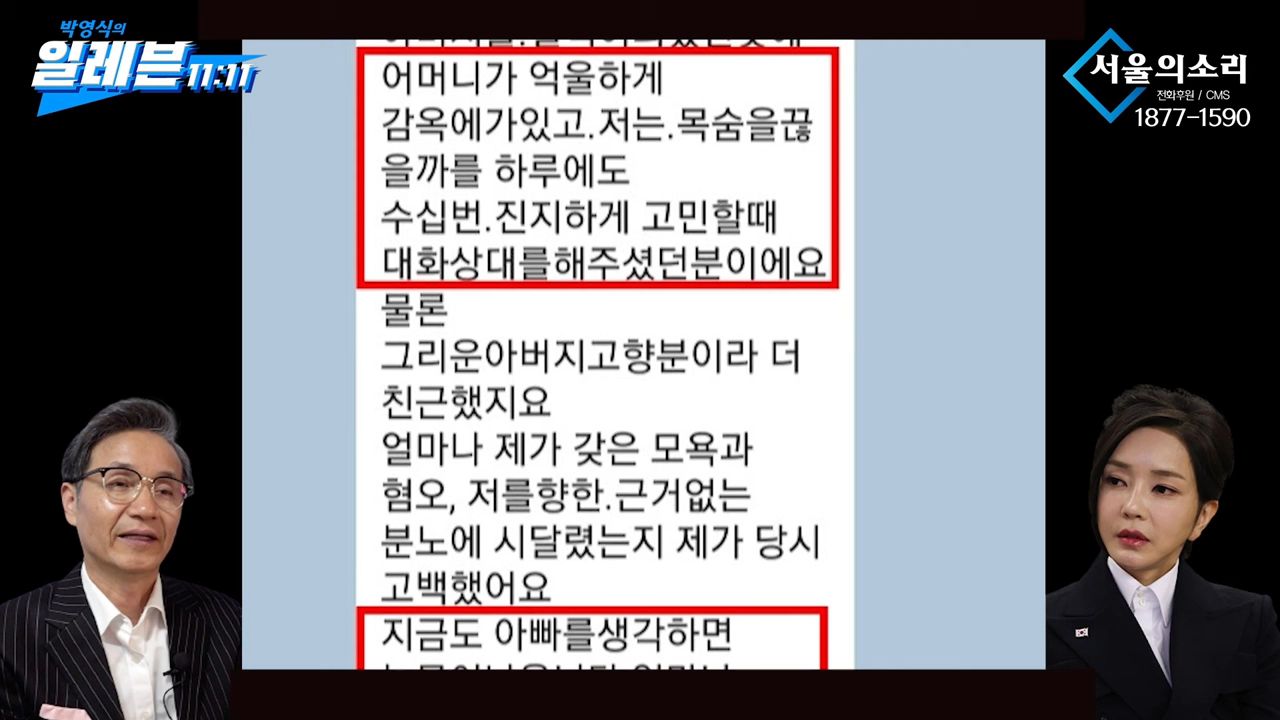 박영식의
일레븐 11:11
서울의소리
전화후원 / CMS
1877-1590
어머니가 억울하게
감옥에가있고.저는.목숨을끊
을까를 하루에도
수십번.진지하게 고민할때
대화상대를해주셨던분이에요
물론
그리운아버지고향분이라 더
친근했지요
얼마나 제가 갖은 모욕과
혐오, 저를향한.근거없는
분노에 시달렸는지 제가 당시
고백했어요
지금도 아빠를생각하면